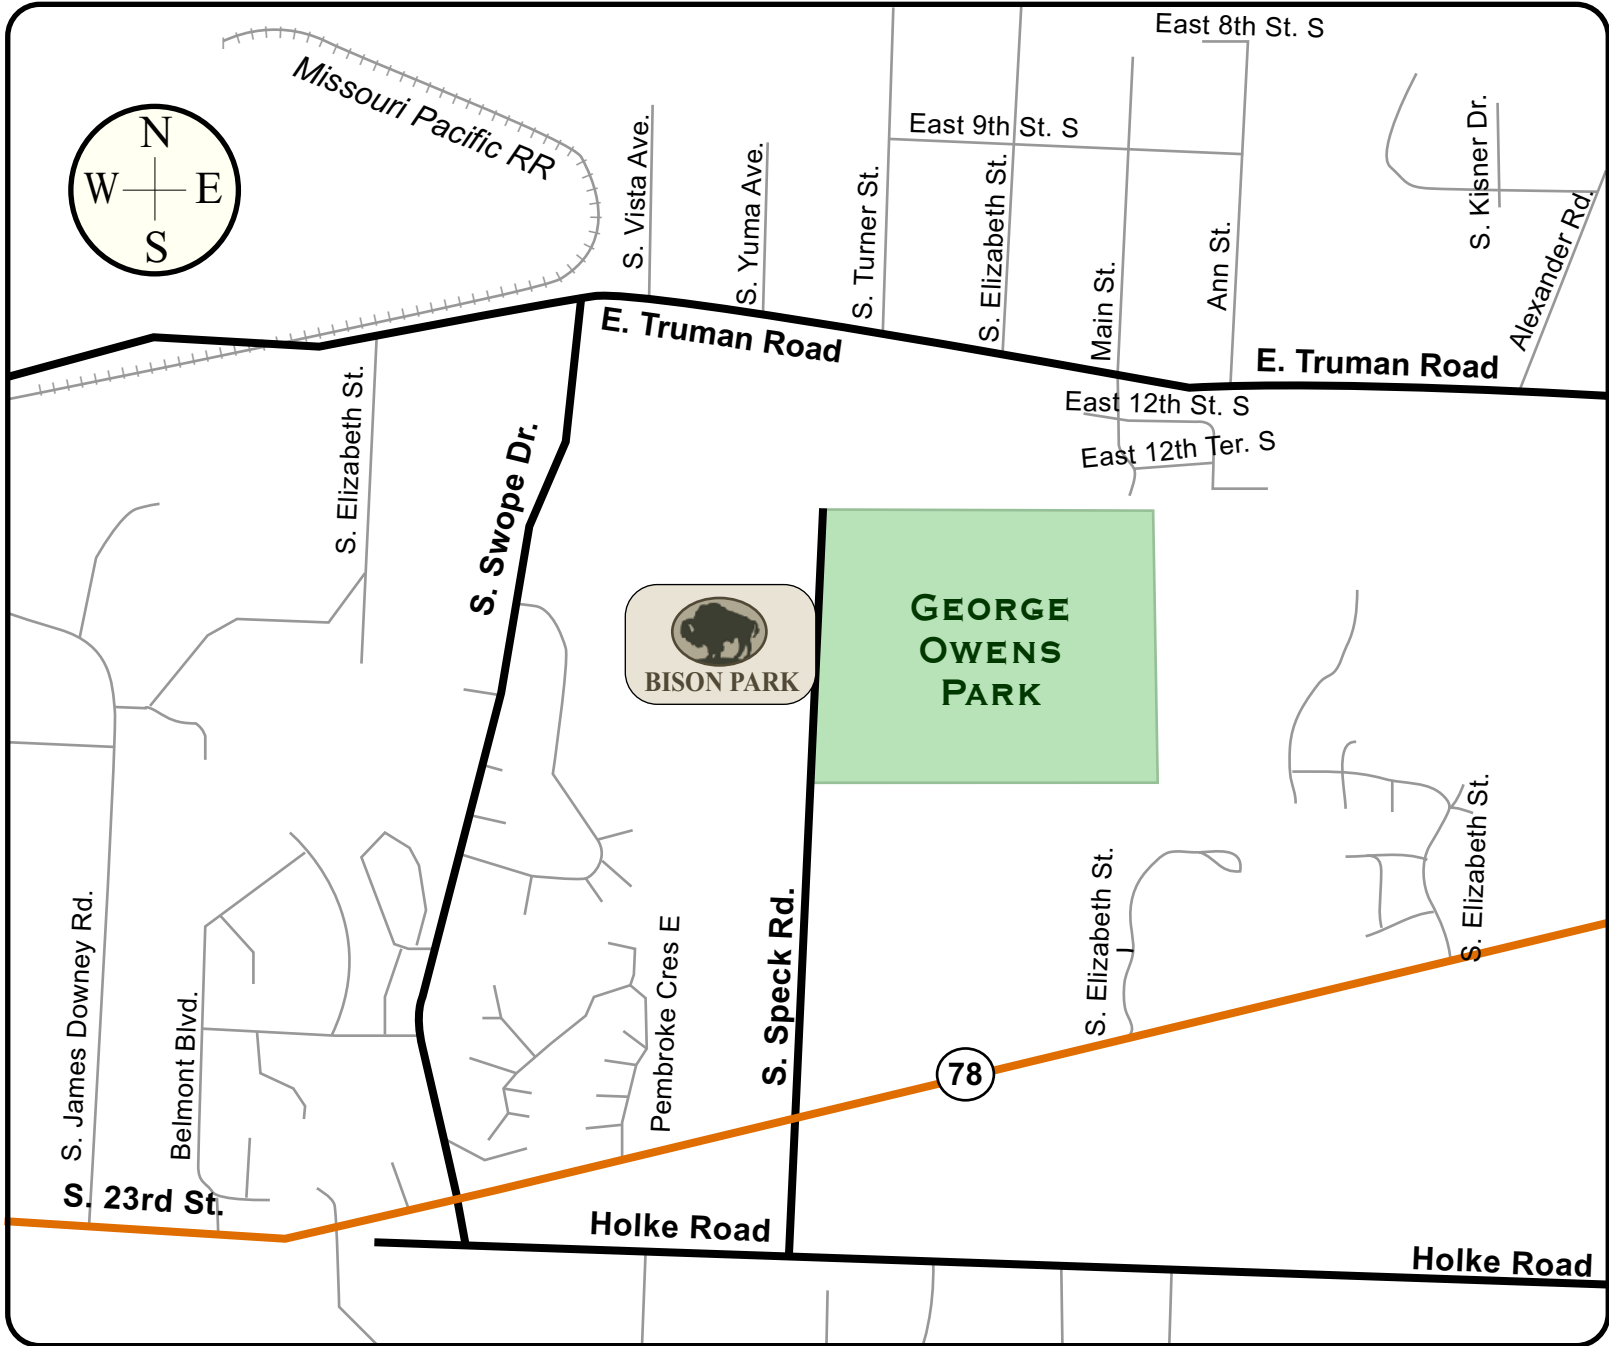 East 8th St. S
Missouri Pacific RR
N
W E
S
S. Vista Ave.
S. Yuma Ave.
S. Turner St.
East 9th St. S
S. Elizabeth St.
Main St.
Ann St.
S. Kisner Dr.
Alexander Rd.
E. Truman Road
E. Truman Road
East 12th St. S
East 12th Ter. S
S. Elizabeth St.
S. Swope Dr.
BISON PARK
GEORGE
OWENS
PARK
S. James Downey Rd.
Belmont Blvd.
Pembroke Cres E
S. Speck Rd.
S. Elizabeth St.
S. Elizabeth St.
78
S. 23rd St.
Holke Road
Holke Road